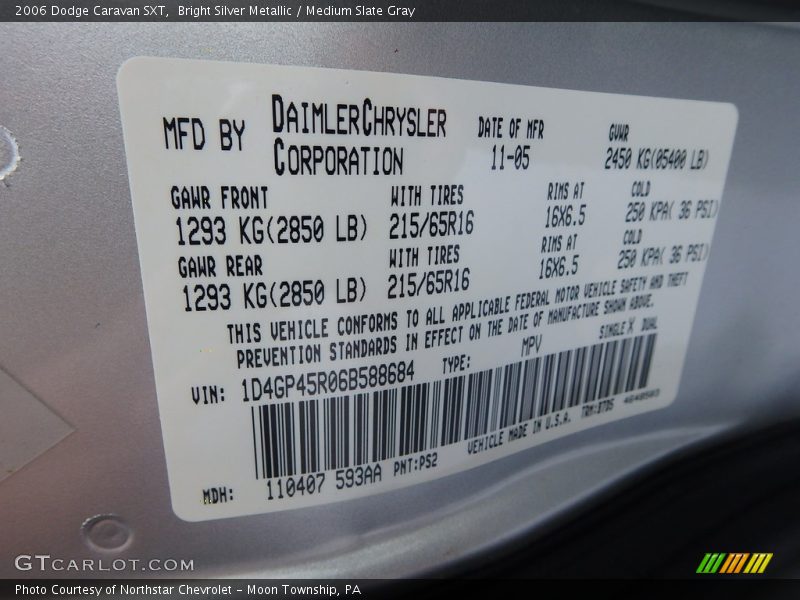 2006 Dodge Caravan SXT, Bright Silver Metallic / Medium Slate Gray
MFD BY DAIMLERCHRYSLER CORPORATION DATE OF MFR 11-05 GVWR 2450 KG(05400 LB)
GAWR FRONT WITH TIRES RIMS AT COLD
1293 KG(2850 LB) 215/65R16 16X6.5 250 KPA( 36 PSI)
GAWR REAR WITH TIRES RIMS AT COLD
1293 KG(2850 LB) 215/65R16 16X6.5 250 KPA( 36 PSI)
THIS VEHICLE CONFORMS TO ALL APPLICABLE FEDERAL MOTOR VEHICLE SAFETY AND THEFT
PREVENTION STANDARDS IN EFFECT ON THE DATE OF MANUFACTURE SHOWN ABOVE.
VIN: 1D4GP45R06B588684 TYPE: MPV SINGLE X DUAL
MDH: 110407 593AA PNT:PS2 VEHICLE MADE IN U.S.A.
GTCARLOT.COM
Photo Courtesy of Northstar Chevrolet - Moon Township, PA